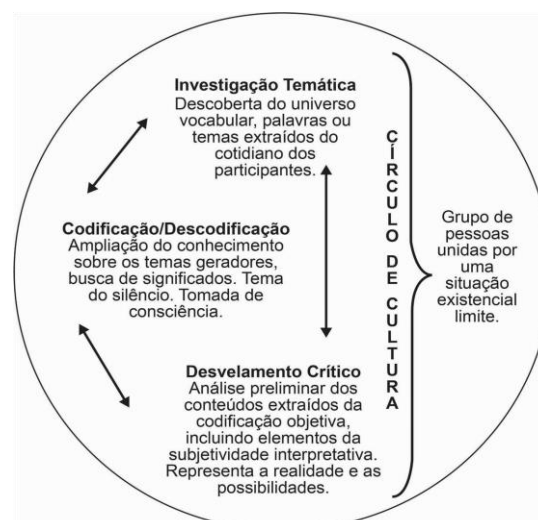 Investigação Temática
Descoberta do universo
vocabular, palavras ou
temas extraídos do
cotidiano dos
participantes.
Codificação/Descodificação
Ampliação do conhecimento
sobre os temas geradores,
busca de significados. Tema
do silêncio. Tomada de
consciência.
Desvelamento Crítico
Análise preliminar dos
conteúdos extraídos da
codificação objetiva,
incluindo elementos da
subjetividade interpretativa.
Representa a realidade e as
possibilidades.
CÍRCULO DE CULTURA
Grupo de
pessoas
unidas por
uma
situação
existencial
limite.